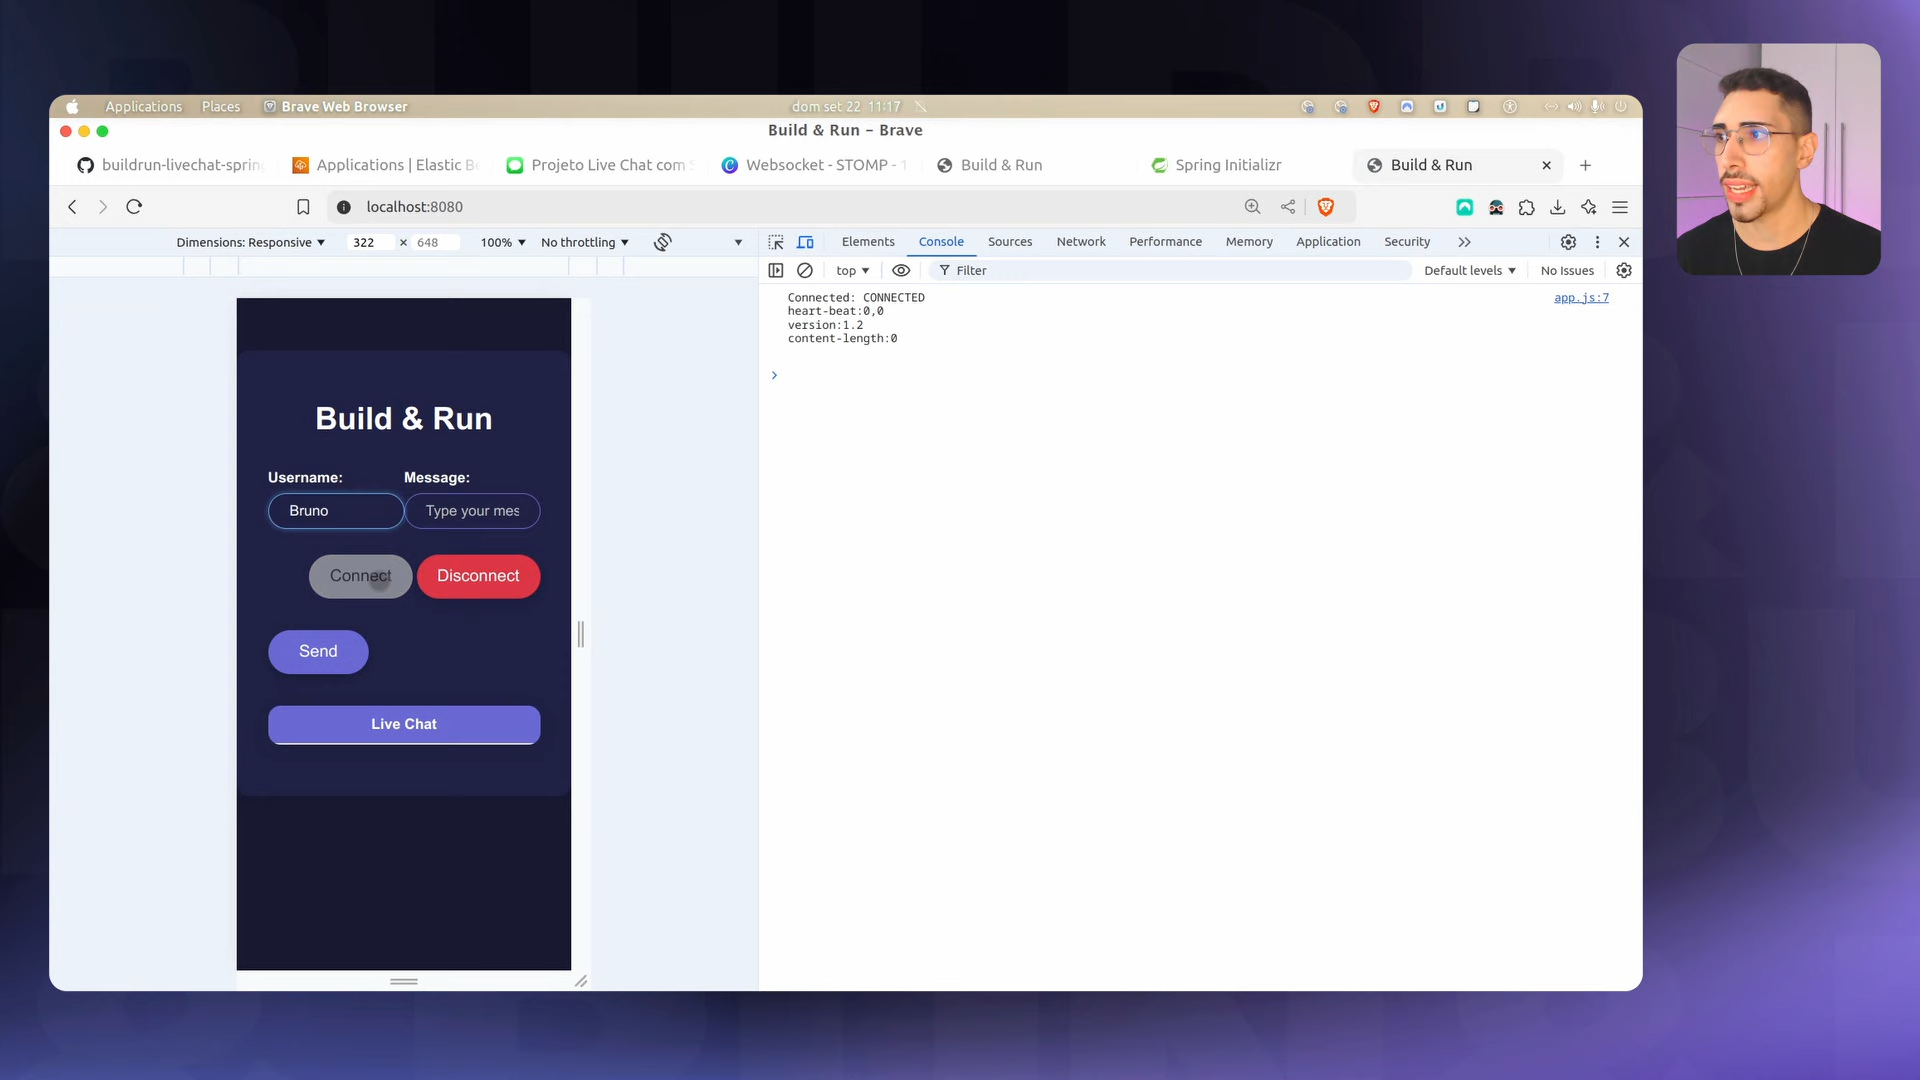 Applications Places Brave Web Browser dom set 22 11:17
Build & Run – Brave
buildrun-livechat-spring Applications | Elastic Be Projeto Live Chat com S Websocket - STOMP - 1 Build & Run Spring Initializr Build & Run
localhost:8080
Dimensions: Responsive 322 × 648 100% No throttling
Elements Console Sources Network Performance Memory Application Security
top Filter Default levels No Issues
Connected: CONNECTED app.js:7
heart-beat:0,0
version:1.2
content-length:0
Build & Run
Username: Message:
Bruno Type your mes
Connect Disconnect
Send
Live Chat